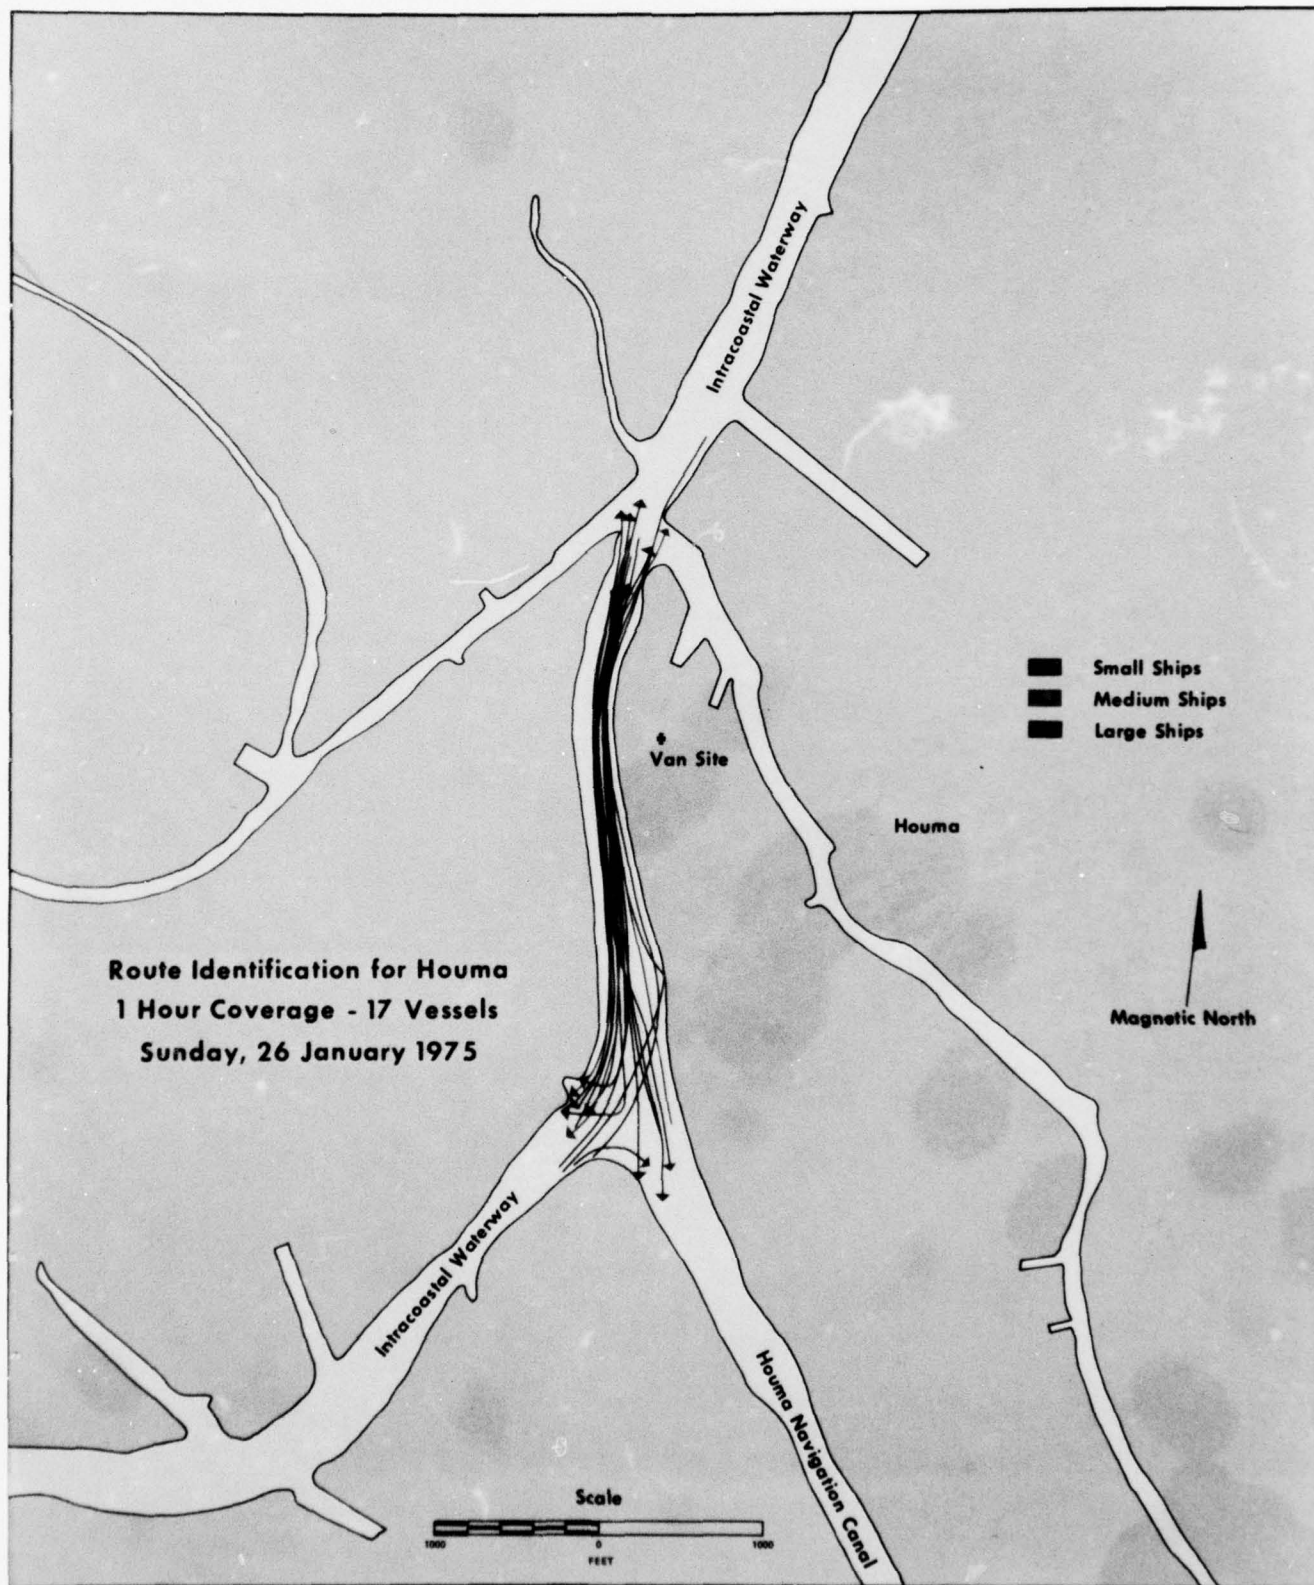 Intracoastal Waterway
Small Ships
Medium Ships
Large Ships
Van Site
Houma
Route Identification for Houma
1 Hour Coverage - 17 Vessels
Sunday, 26 January 1975
Magnetic North
Intracoastal Waterway
Houma Navigation Canal
Scale
1000 0 1000
FEET